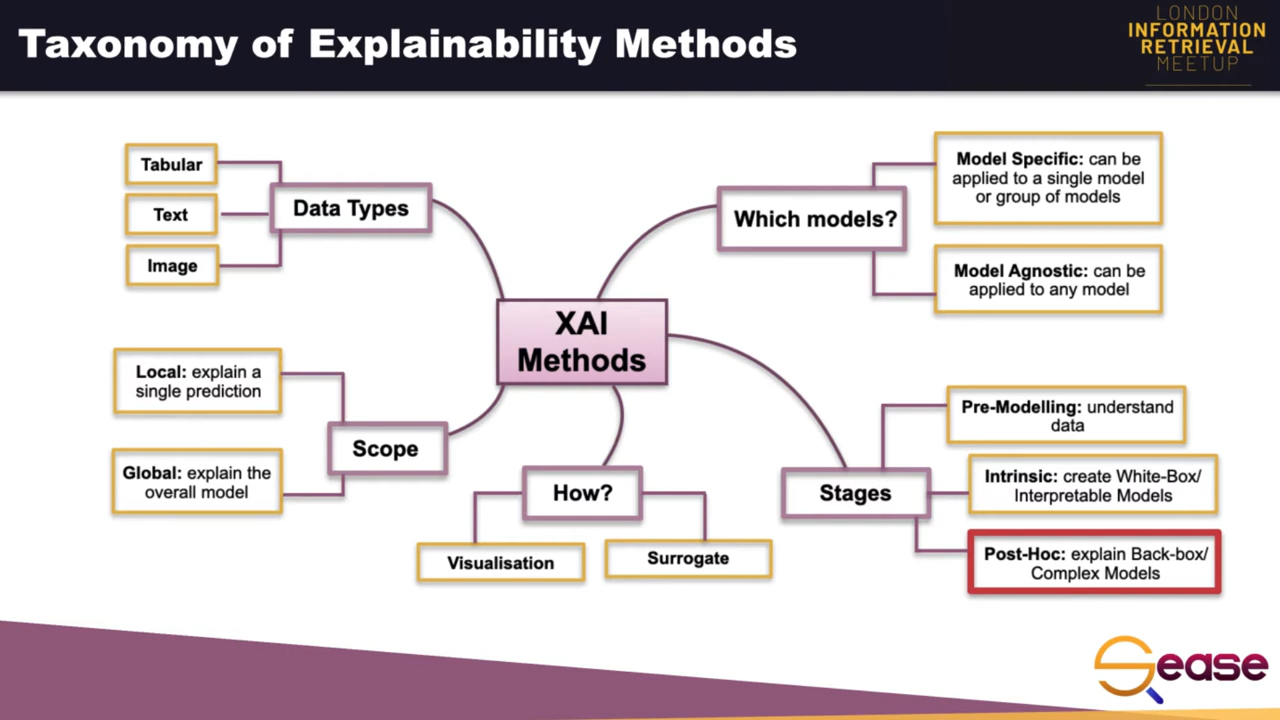 Taxonomy of Explainability Methods
LONDON
INFORMATION
RETRIEVAL
MEETUP
Tabular
Text
Image
Data Types
Which models?
Model Specific: can be
applied to a single model
or group of models
Model Agnostic: can be
applied to any model
XAI
Methods
Local: explain a
single prediction
Global: explain the
overall model
Scope
How?
Visualisation
Surrogate
Stages
Pre-Modelling: understand
data
Intrinsic: create White-Box/
Interpretable Models
Post-Hoc: explain Back-box/
Complex Models
Sease